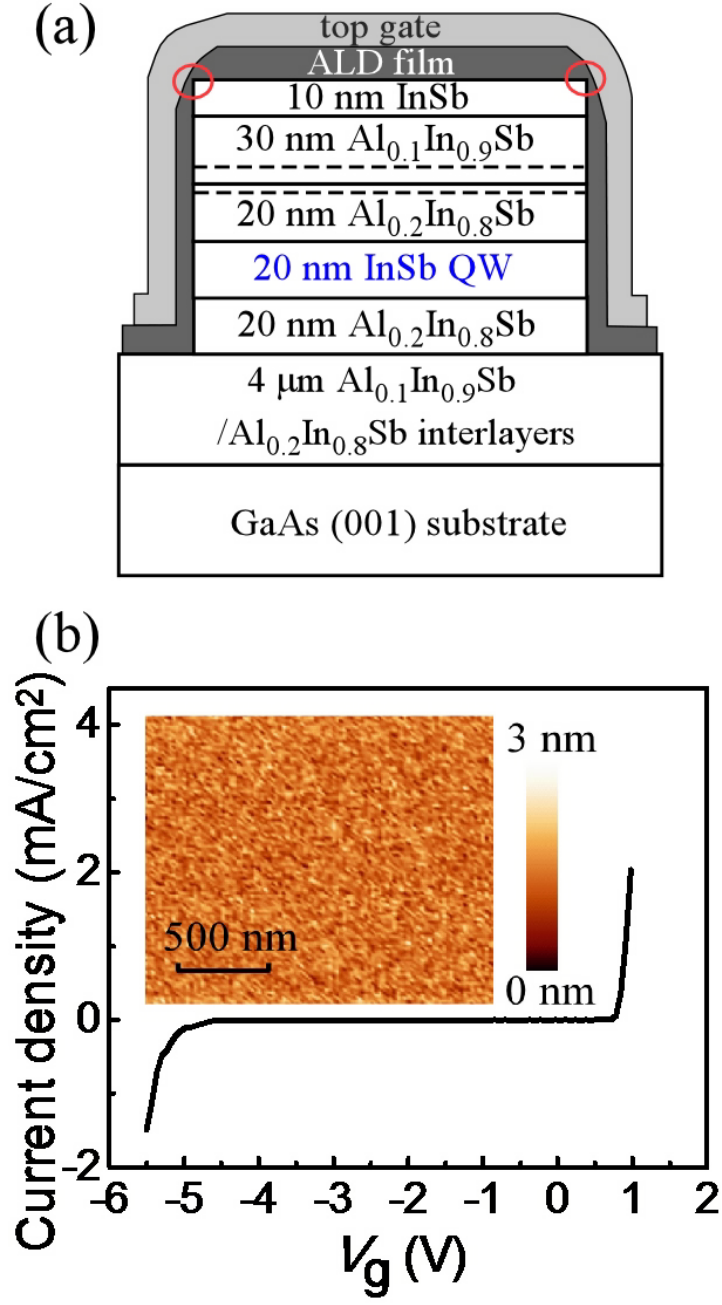 (a)
top gate
ALD film
10 nm InSb
30 nm Al₀.₁In₀.₉Sb
20 nm Al₀.₂In₀.₈Sb
20 nm InSb QW
20 nm Al₀.₂In₀.₈Sb
4 μm Al₀.₁In₀.₉Sb
/Al₀.₂In₀.₈Sb interlayers
GaAs (001) substrate
(b)
Current density (mA/cm²)
4
2
0
−2
3 nm
500 nm
0 nm
−6 −5 −4 −3 −2 −1 0 1 2
Vg (V)